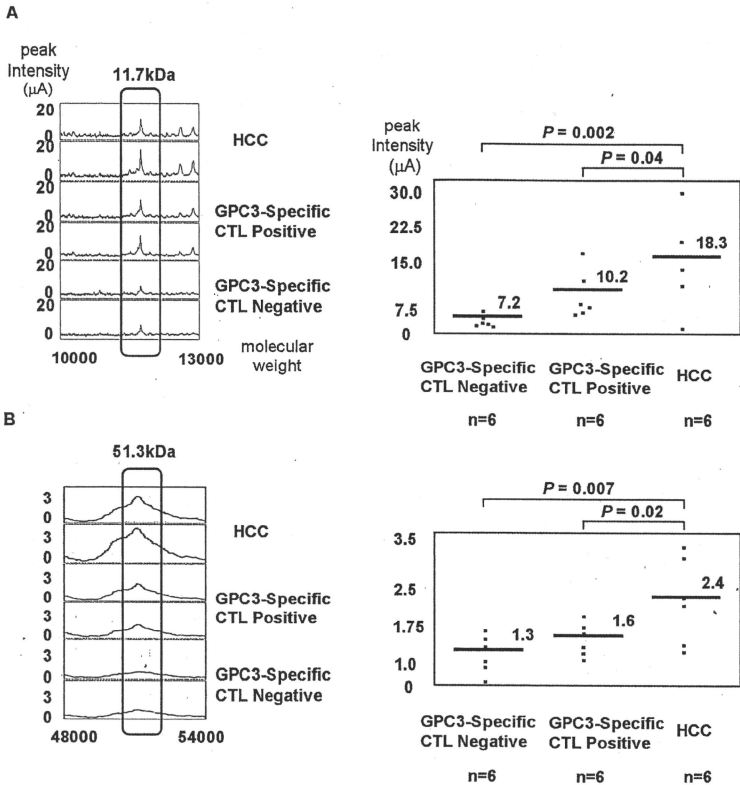 A
peak
Intensity
(μA)
11.7kDa
20
0
20
0
20
0
20
0
20
0
20
0
HCC
GPC3-Specific
CTL Positive
GPC3-Specific
CTL Negative
10000
13000
molecular
weight
peak
Intensity
(μA)
P = 0.002
P = 0.04
30.0
22.5
15.0
7.5
0
7.2
10.2
18.3
GPC3-Specific
CTL Negative
GPC3-Specific
CTL Positive
HCC
n=6
n=6
n=6
B
51.3kDa
3
0
3
0
3
0
3
0
3
0
3
0
HCC
GPC3-Specific
CTL Positive
GPC3-Specific
CTL Negative
48000
54000
P = 0.007
P = 0.02
3.5
2.5
1.75
1.0
0
1.3
1.6
2.4
GPC3-Specific
CTL Negative
GPC3-Specific
CTL Positive
HCC
n=6
n=6
n=6